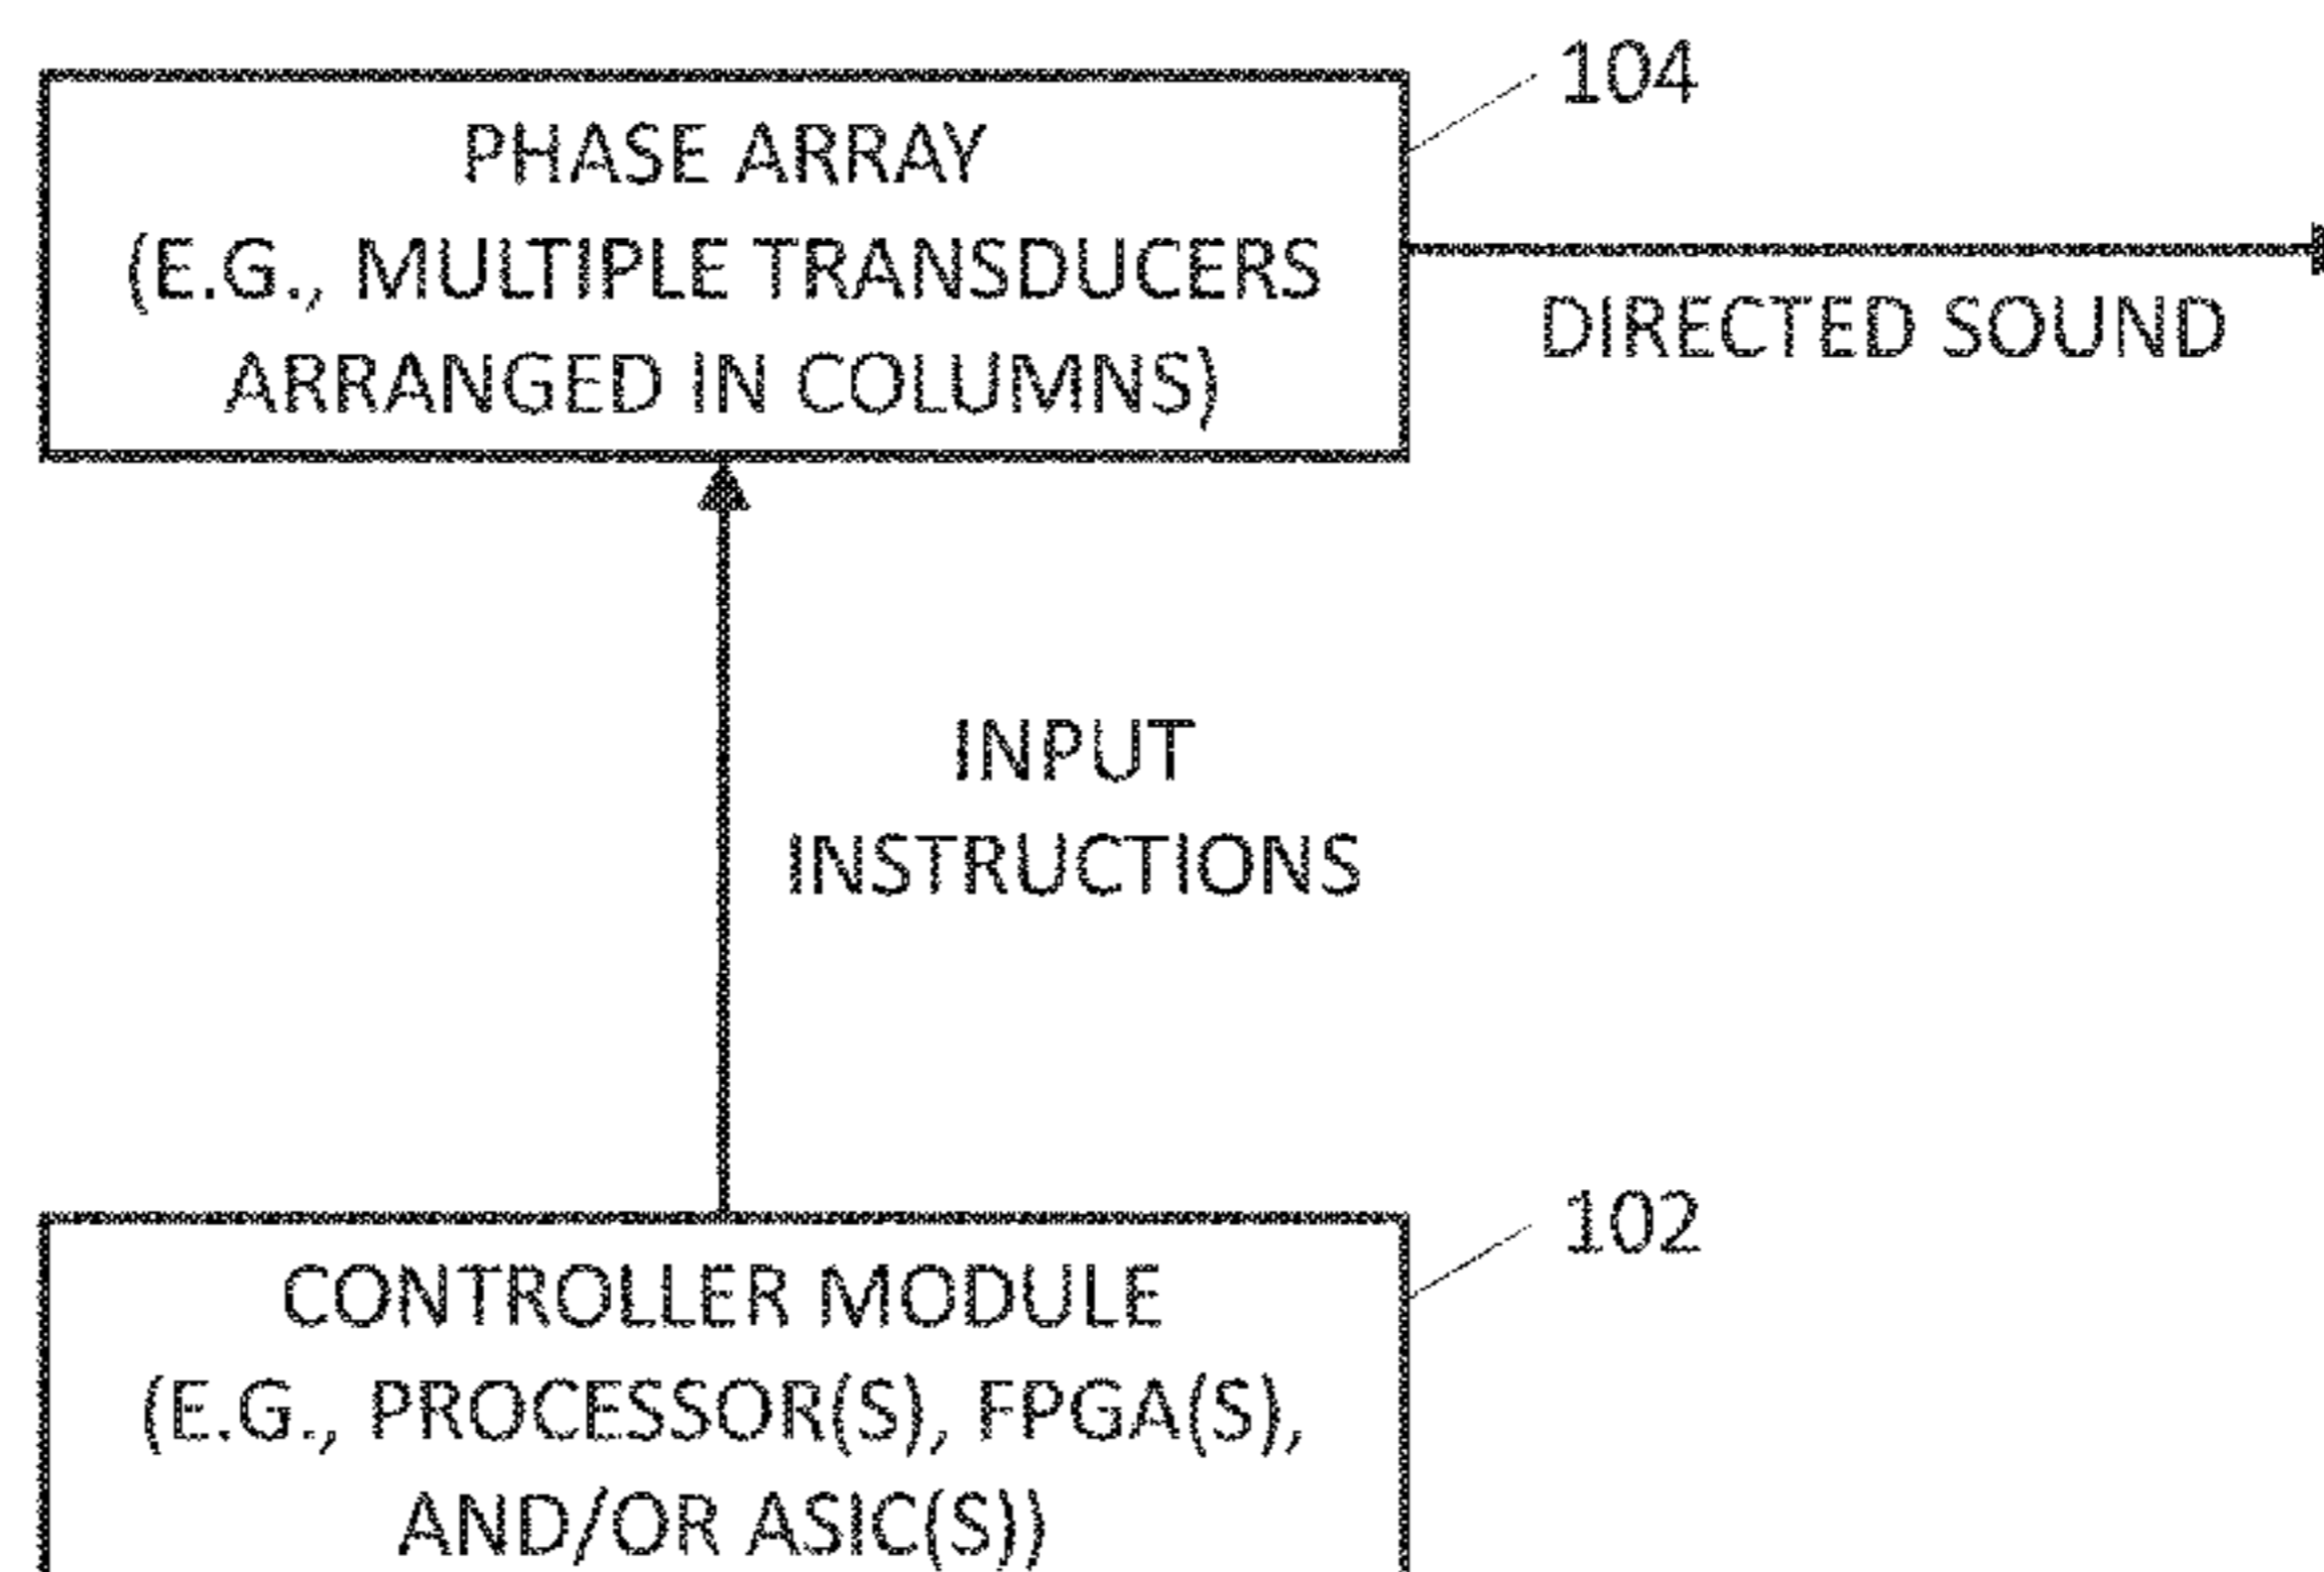 104
PHASE ARRAY
(E.G., MULTIPLE TRANSDUCERS
ARRANGED IN COLUMNS)
DIRECTED SOUND
INPUT
INSTRUCTIONS
102
CONTROLLER MODULE
(E.G., PROCESSOR(S), FPGA(S),
AND/OR ASIC(S))